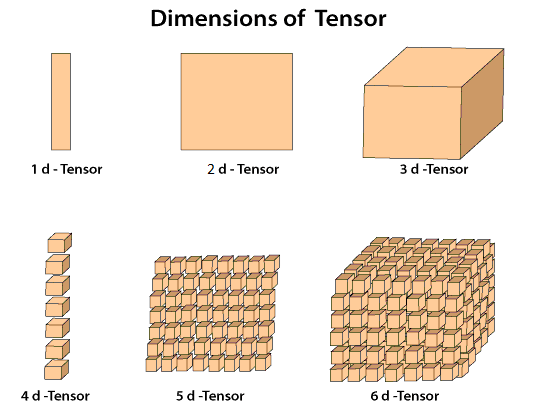 Dimensions of Tensor
1 d - Tensor
2 d - Tensor
3 d -Tensor
4 d -Tensor
5 d -Tensor
6 d -Tensor